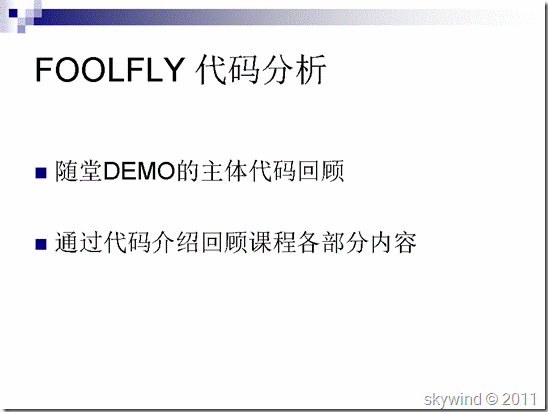 FOOLFLY 代码分析
随堂DEMO的主体代码回顾
通过代码介绍回顾课程各部分内容
skywind © 2011